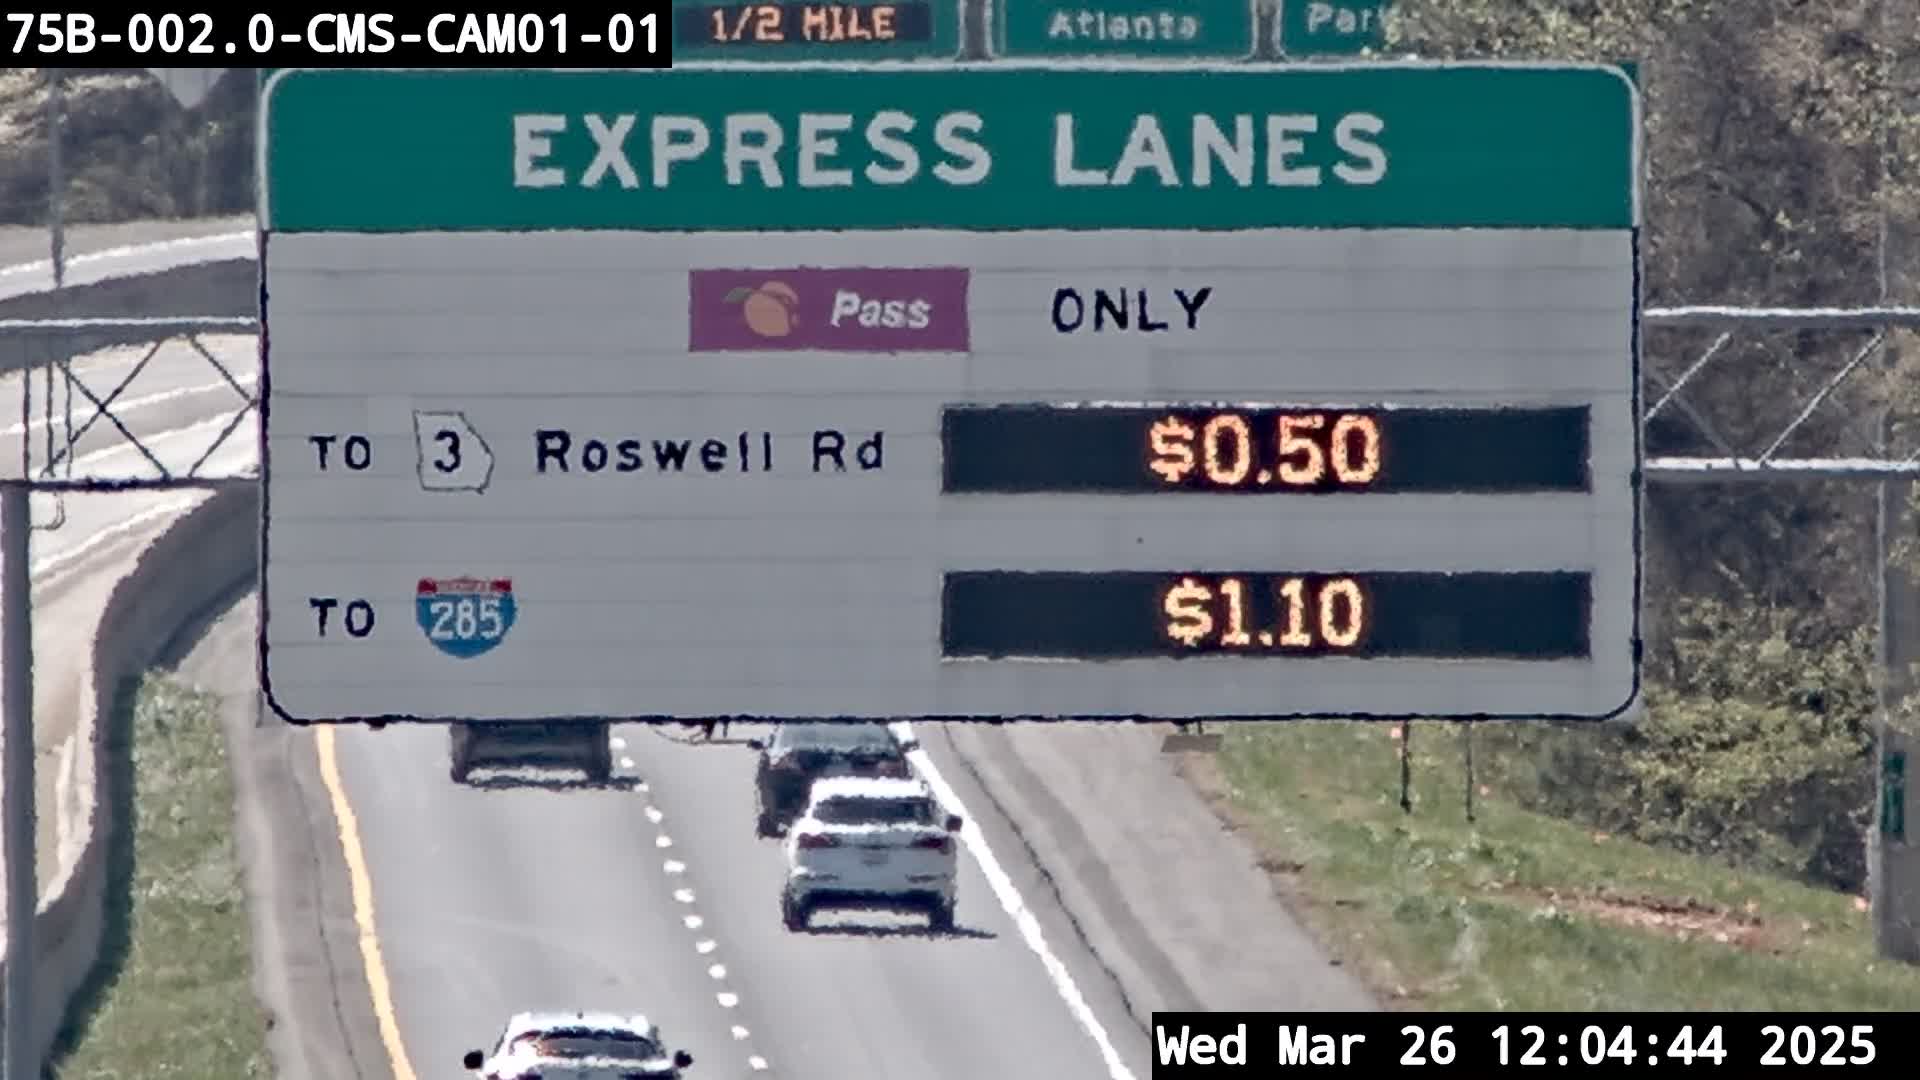 75B-002.0-CMS-CAM01-01
1/2 MILE
Atlanta
EXPRESS LANES
Pass ONLY
TO 3 Roswell Rd $0.50
TO 285 $1.10
Wed Mar 26 12:04:44 2025